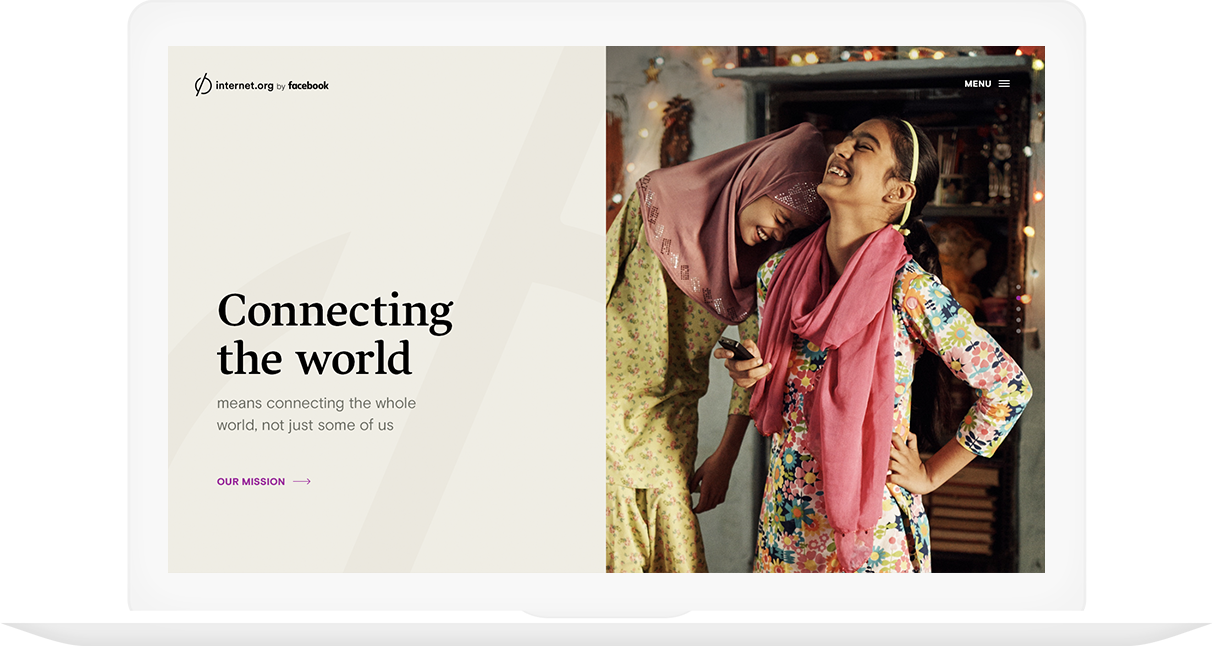 internet.org by facebook
MENU
Connecting
the world
means connecting the whole
world, not just some of us
OUR MISSION